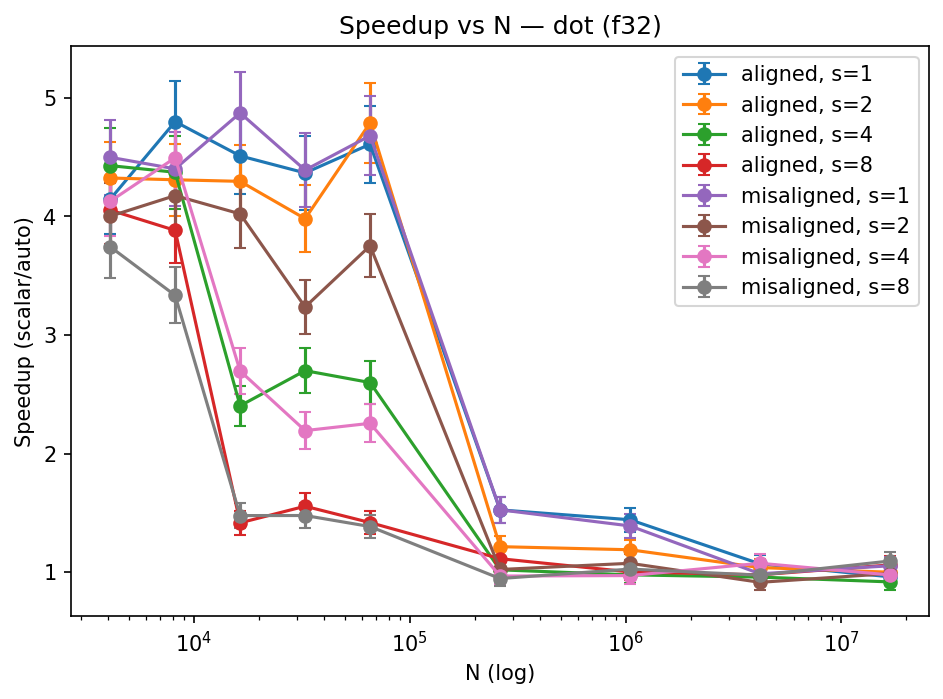 Speedup vs N — dot (f32)
Speedup (scalar/auto)
5
4
3
2
1
aligned, s=1
aligned, s=2
aligned, s=4
aligned, s=8
misaligned, s=1
misaligned, s=2
misaligned, s=4
misaligned, s=8
10⁴
10⁵
10⁶
10⁷
N (log)